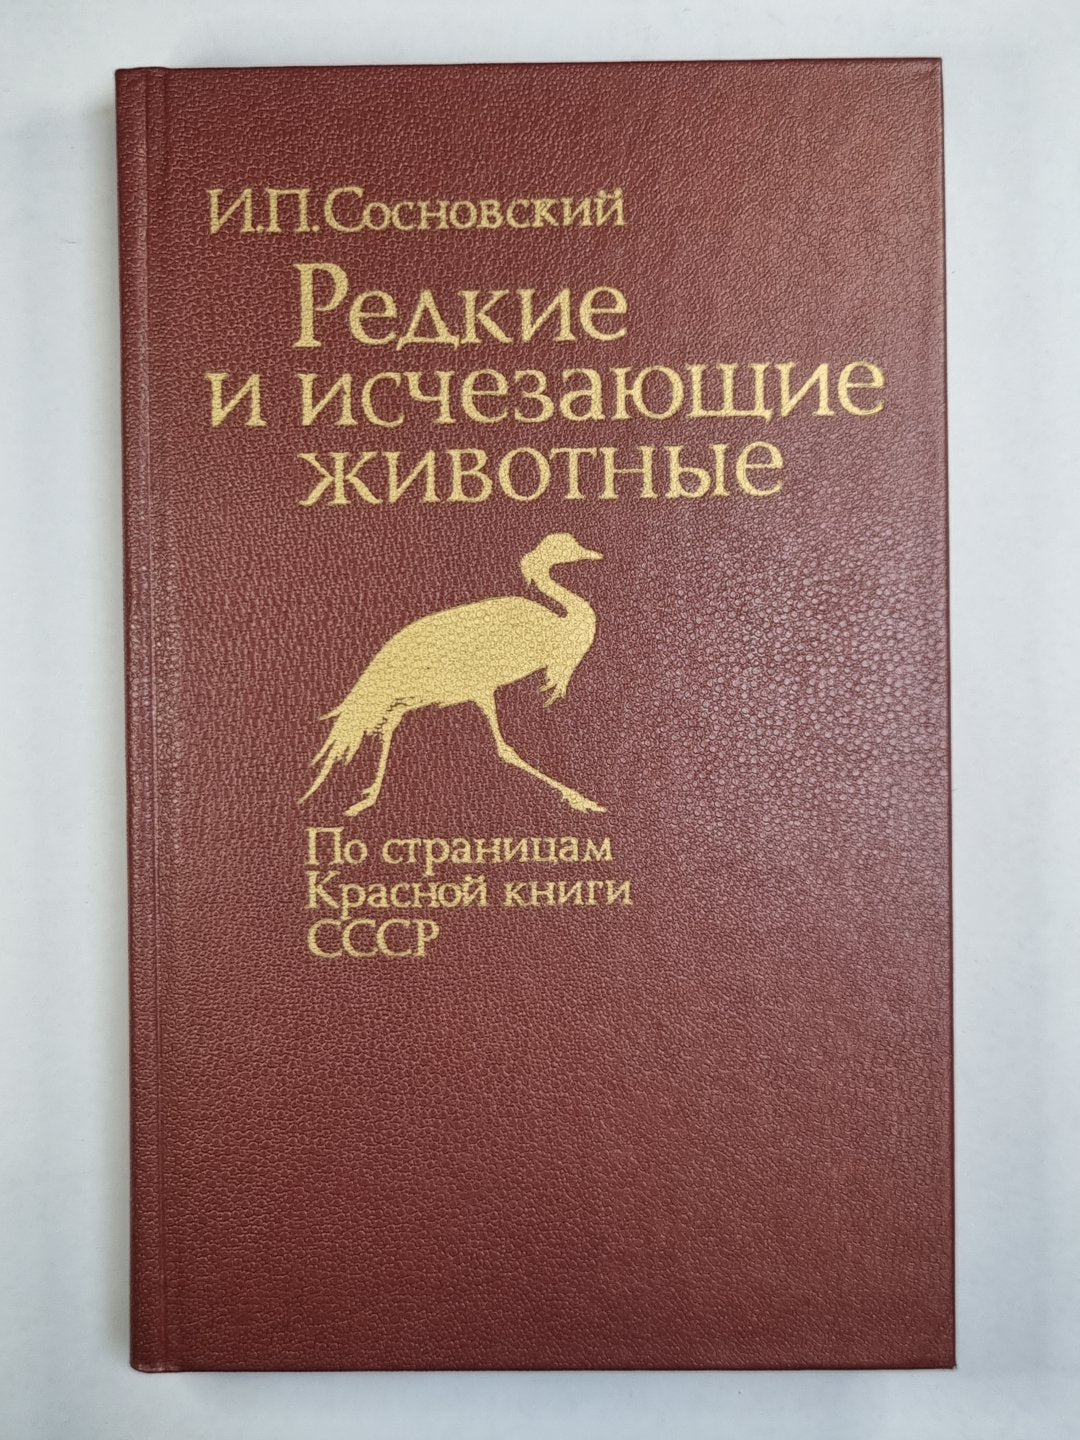 И.П.Сосновский
Редкие
и исчезающие
животные
По страницам
Красной книги
СССР